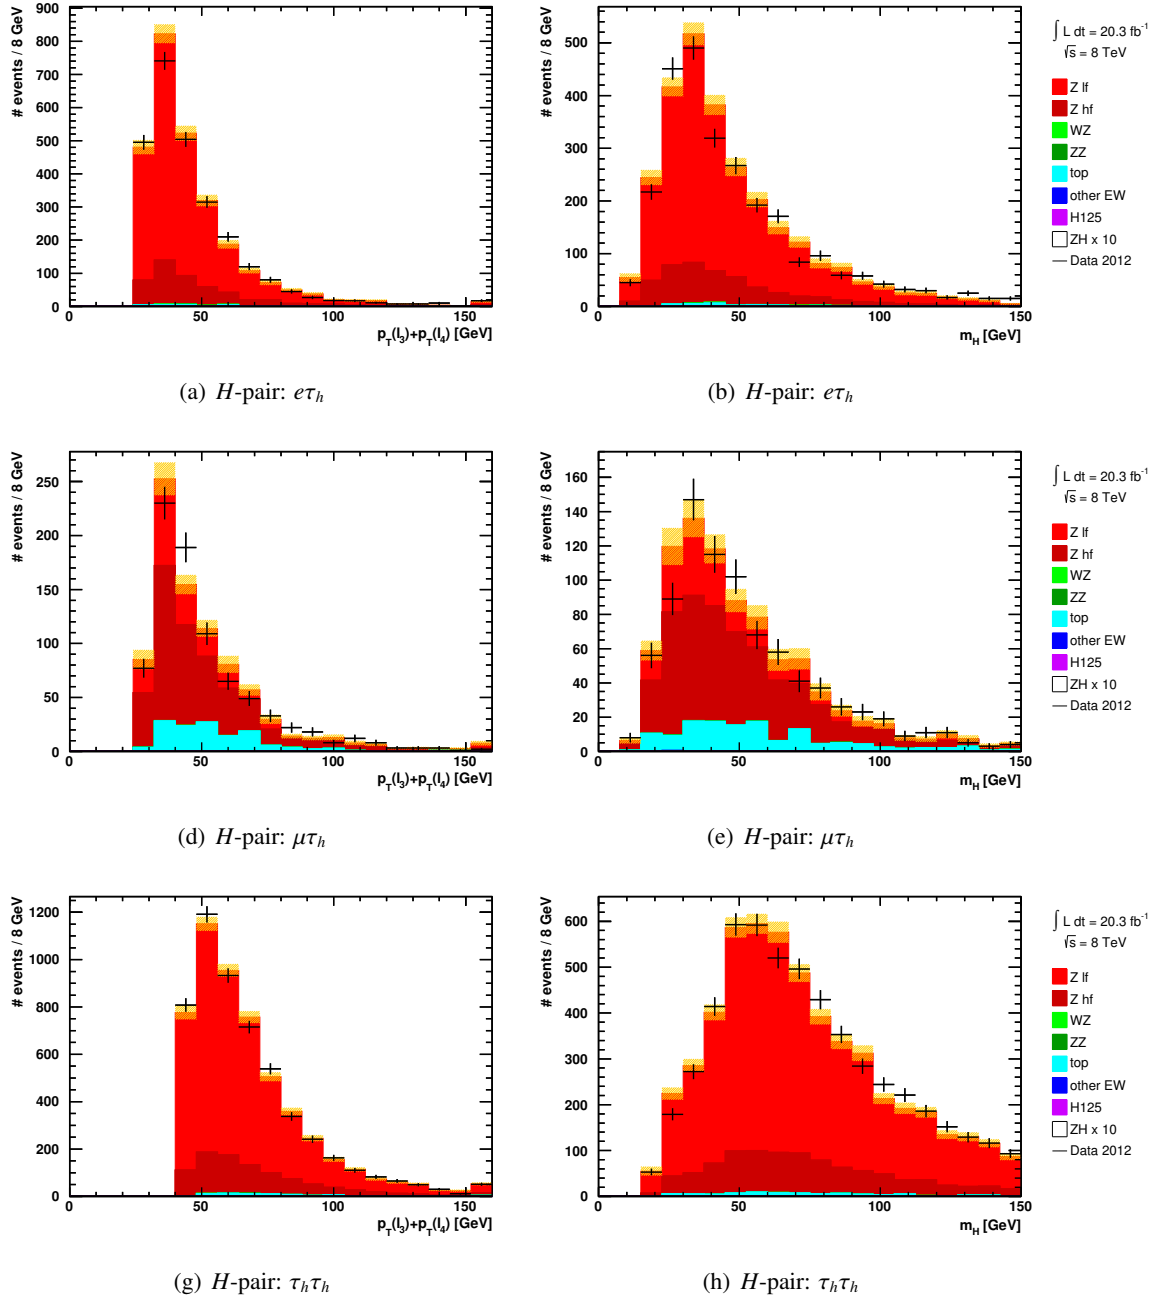 # events / 8 GeV
900
800
700
600
500
400
300
200
100
0
0 50 100 150
p_T(l_3)+p_T(l_4) [GeV]
(a) H-pair: eτ_h
# events / 8 GeV
500
400
300
200
100
0
0 50 100 150
m_H [GeV]
(b) H-pair: eτ_h
∫ L dt = 20.3 fb⁻¹
√s = 8 TeV
Z lf
Z hf
WZ
ZZ
top
other EW
H125
ZH x 10
Data 2012
# events / 8 GeV
250
200
150
100
50
0
0 50 100 150
p_T(l_3)+p_T(l_4) [GeV]
(d) H-pair: μτ_h
# events / 8 GeV
160
140
120
100
80
60
40
20
0
0 50 100 150
m_H [GeV]
(e) H-pair: μτ_h
∫ L dt = 20.3 fb⁻¹
√s = 8 TeV
Z lf
Z hf
WZ
ZZ
top
other EW
H125
ZH x 10
Data 2012
# events / 8 GeV
1200
1000
800
600
400
200
0
0 50 100 150
p_T(l_3)+p_T(l_4) [GeV]
(g) H-pair: τ_hτ_h
# events / 8 GeV
600
500
400
300
200
100
0
0 50 100 150
m_H [GeV]
(h) H-pair: τ_hτ_h
∫ L dt = 20.3 fb⁻¹
√s = 8 TeV
Z lf
Z hf
WZ
ZZ
top
other EW
H125
ZH x 10
Data 2012